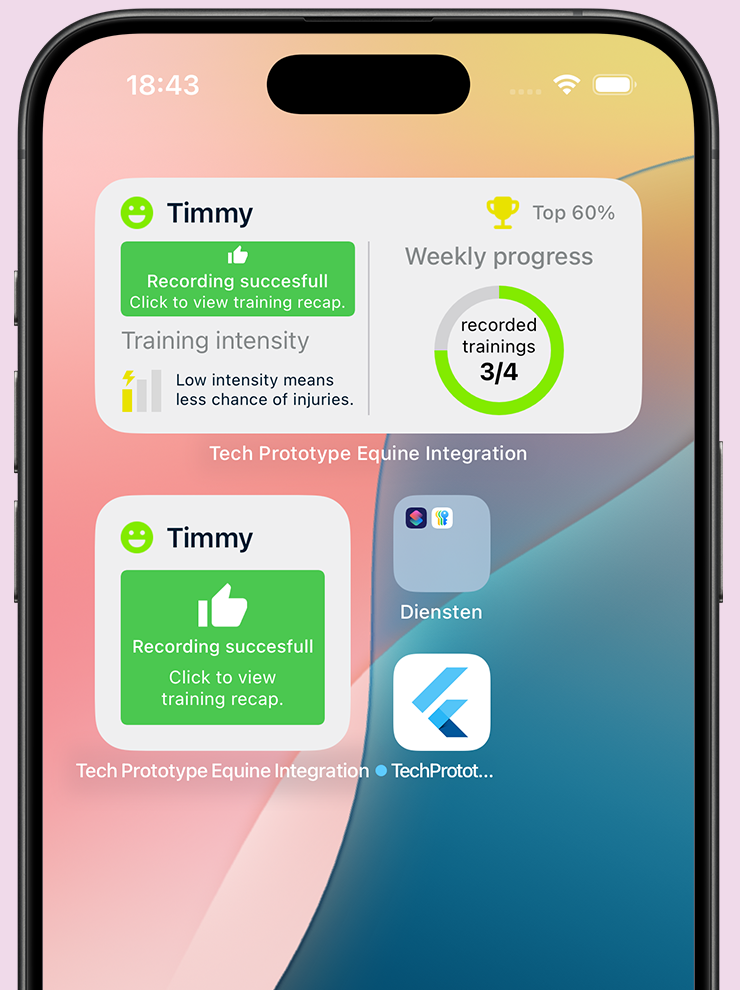 18:43
Timmy
Top 60%
Recording succesfull
Click to view training recap.
Training intensity
Low intensity means
less chance of injuries.
Weekly progress
recorded
trainings
3/4
Tech Prototype Equine Integration
Timmy
Recording succesfull
Click to view
training recap.
Tech Prototype Equine Integration
Diensten
TechProtot...